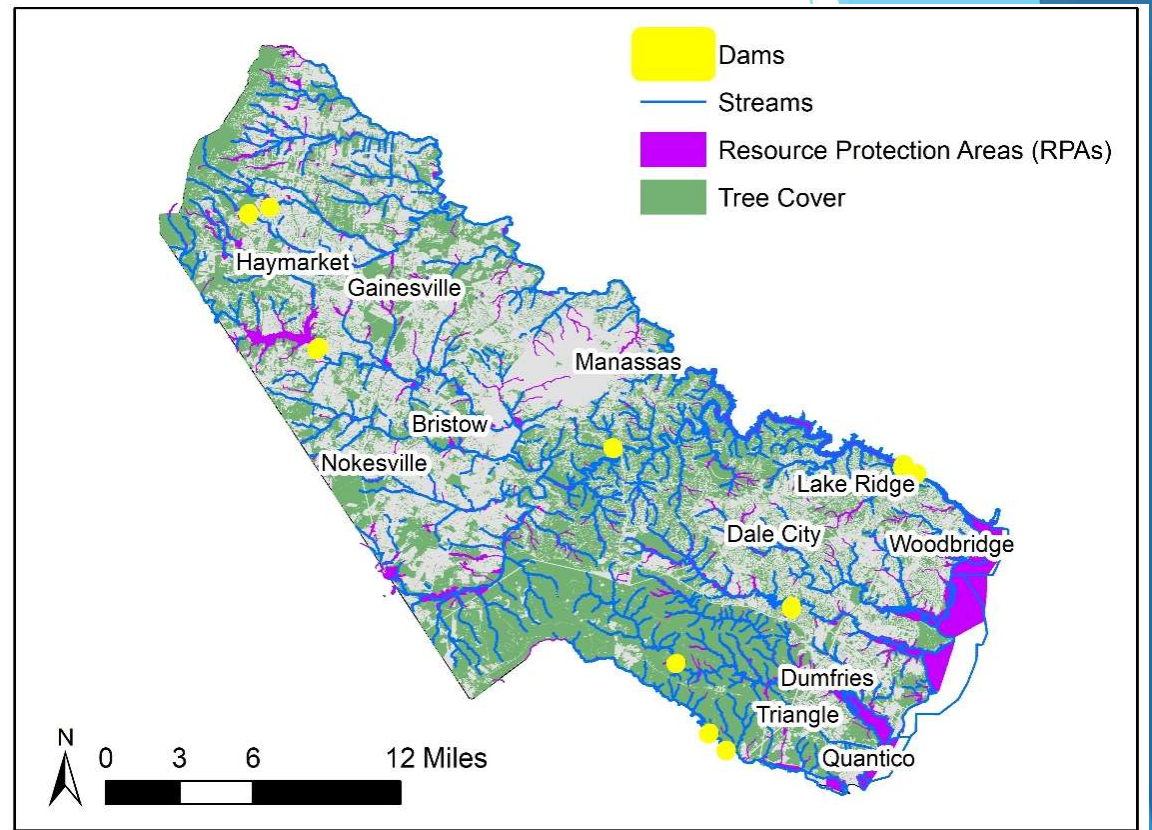 Dams
Streams
Resource Protection Areas (RPAs)
Tree Cover
Haymarket
Gainesville
Manassas
Bristow
Nokesville
Lake Ridge
Dale City
Woodbridge
Dumfries
Triangle
Quantico
N
0 3 6 12 Miles